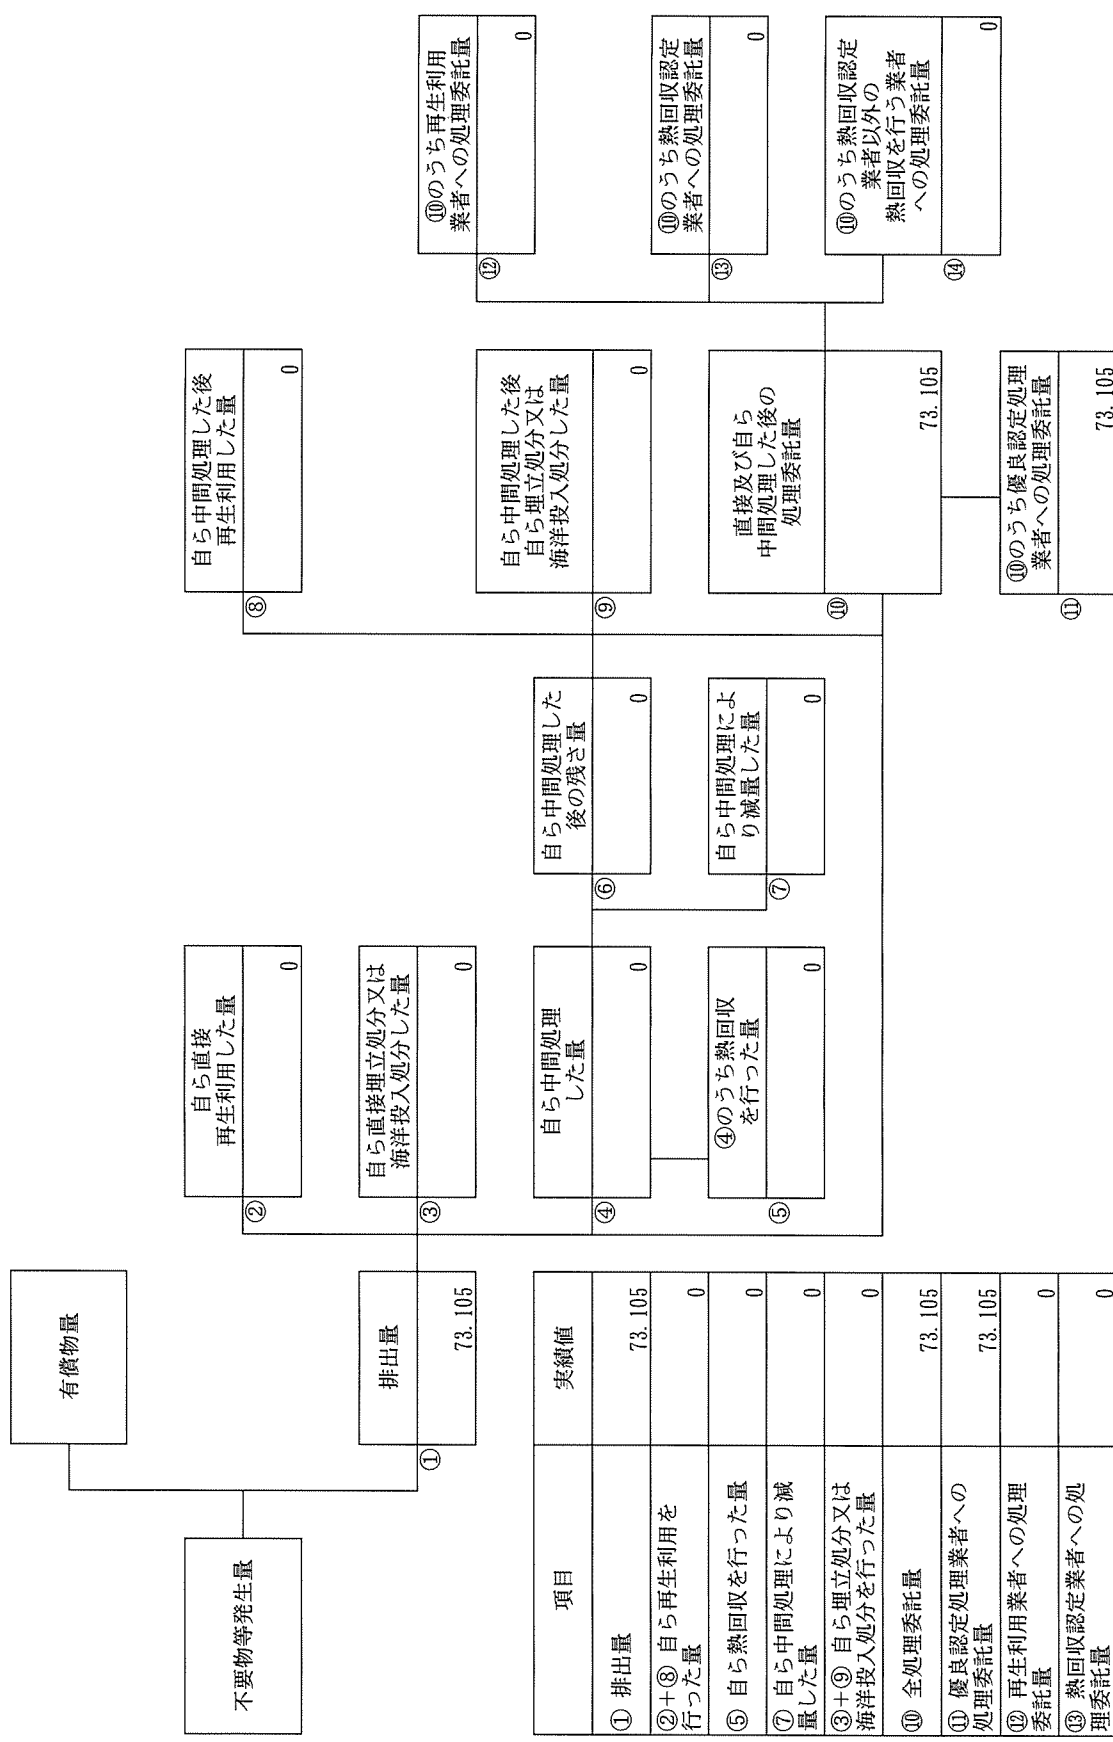 不要物等発生量
有償物量
排出量
①
73.105
自ら直接
再生利用した量
②
0
自ら直接埋立処分又は
海洋投入処分した量
③
0
自ら中間処理
した量
④
0
④のうち熱回収
を行った量
⑤
0
自ら中間処理した
後の残さ量
⑥
0
自ら中間処理によ
り減量した量
⑦
0
自ら中間処理した後
再生利用した量
⑧
0
自ら中間処理した後
自ら埋立処分又は
海洋投入処分した量
⑨
0
直接及び自ら
中間処理した後の
処理委託量
⑩
73.105
⑩のうち優良認定処理
業者への処理委託量
⑪
73.105
⑩のうち再生利用
業者への処理委託量
⑫
0
⑩のうち熱回収認定
業者への処理委託量
⑬
0
⑩のうち熱回収認定
業者以外の
熱回収を行う業者
への処理委託量
⑭
0
項目 実績値
① 排出量 73.105
②+⑧ 自ら再生利用を
行った量 0
⑤ 自ら熱回収を行った量 0
⑦ 自ら中間処理により減
量した量 0
③+⑨ 自ら埋立処分又は
海洋投入処分を行った量 0
⑩ 全処理委託量 73.105
⑪ 優良認定処理業者への
処理委託量 73.105
⑫ 再生利用業者への処理
委託量 0
⑬ 熱回収認定業者への処
理委託量 0